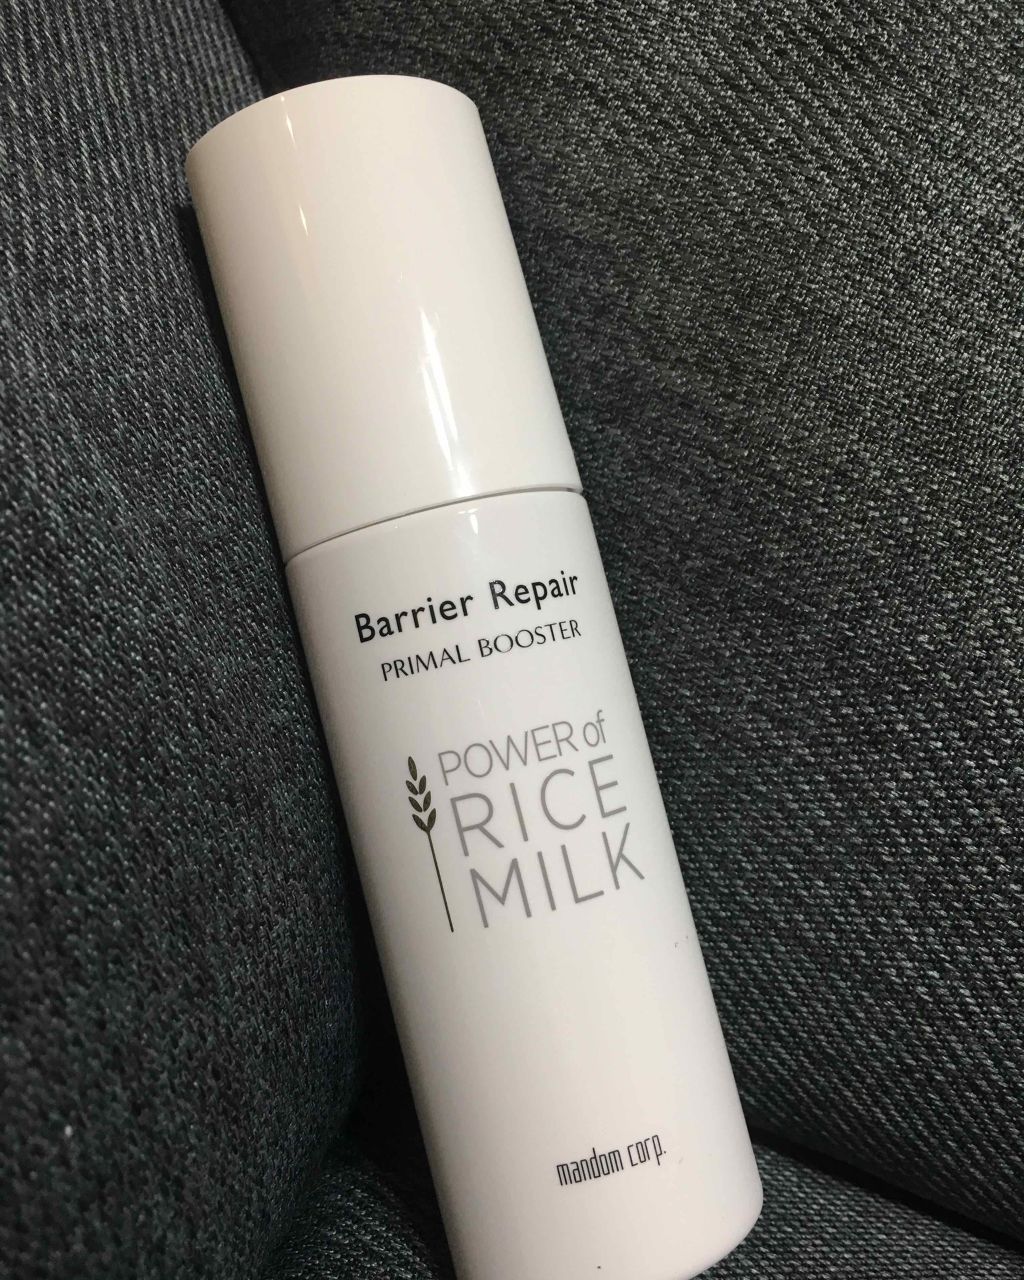 Barrier Repair
PRIMAL BOOSTER
POWER of
RICE
MILK
mandom corp.